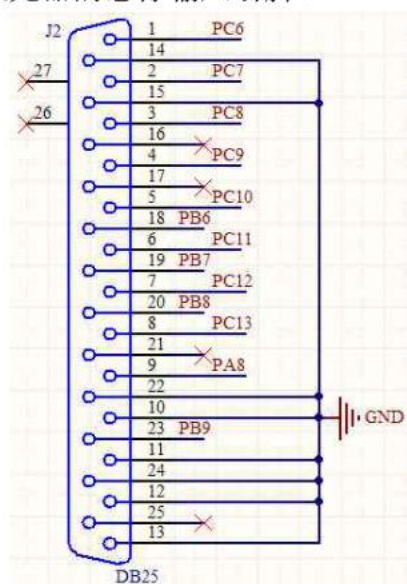 J2
1 PC6
14
27
2 PC7
15
26
3 PC8
16
4 PC9
17
5 PC10
18 PB6
6 PC11
19 PB7
7 PC12
20 PB8
8 PC13
21
9 PA8
22
10
GND
23 PB9
11
24
12
25
13
DB25